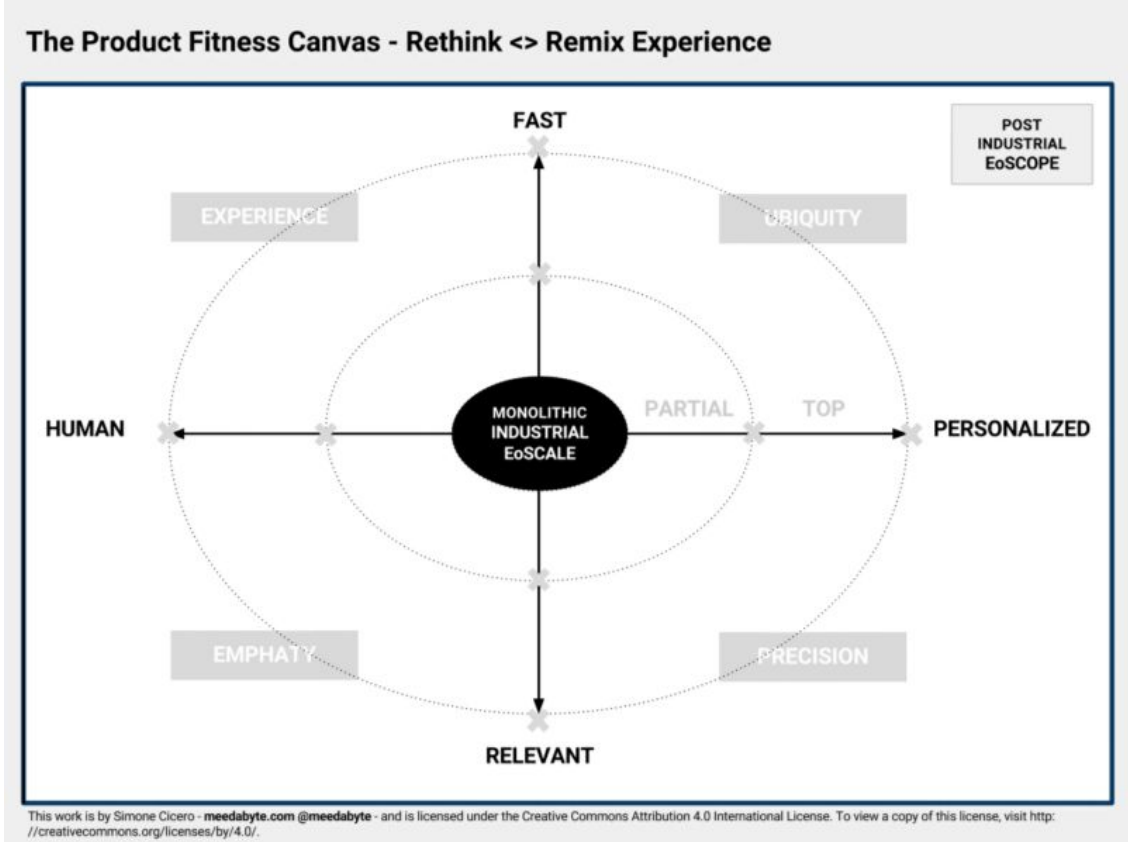 The Product Fitness Canvas - Rethink <> Remix Experience
FAST
POST
INDUSTRIAL
EoSCOPE
EXPERIENCE
UBIQUITY
HUMAN
MONOLITHIC
INDUSTRIAL
EoSCALE
PARTIAL
TOP
PERSONALIZED
EMPHATY
PRECISION
RELEVANT
This work is by Simone Cicero - meedabyte.com @meedabyte - and is licensed under the Creative Commons Attribution 4.0 International License. To view a copy of this license, visit http:
//creativecommons.org/licenses/by/4.0/.